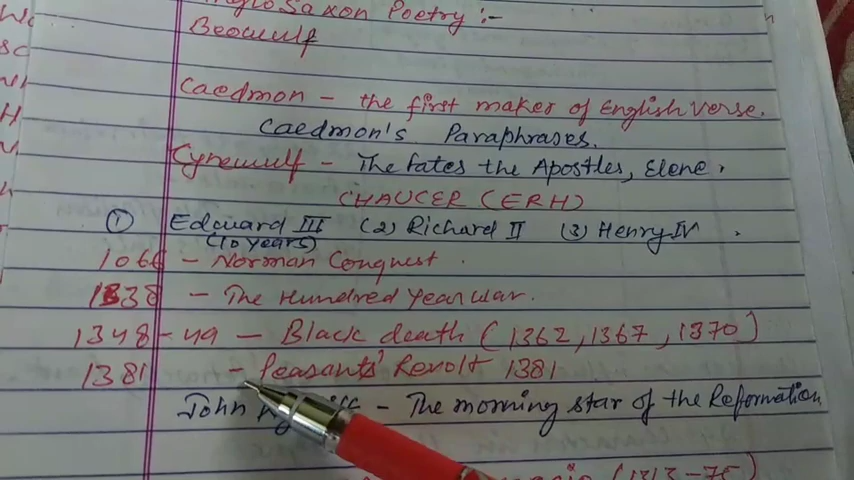 Anglo Saxon Poetry :-
Beowulf
Caedmon - the first maker of English verse.
Caedmon's Paraphrases.
Cynewulf - The fates the Apostles, Elene.
CHAUCER (ERH)
① Edward III (2) Richard II (3) Henry IV .
(10 years)
1066 - Norman Conquest .
1338 - The Hundred Year war.
1348-49 - Black death (1362, 1367, 1370)
1381 - Peasants' Revolt 1381
John - The morning star of the Reformation
(1313-75)